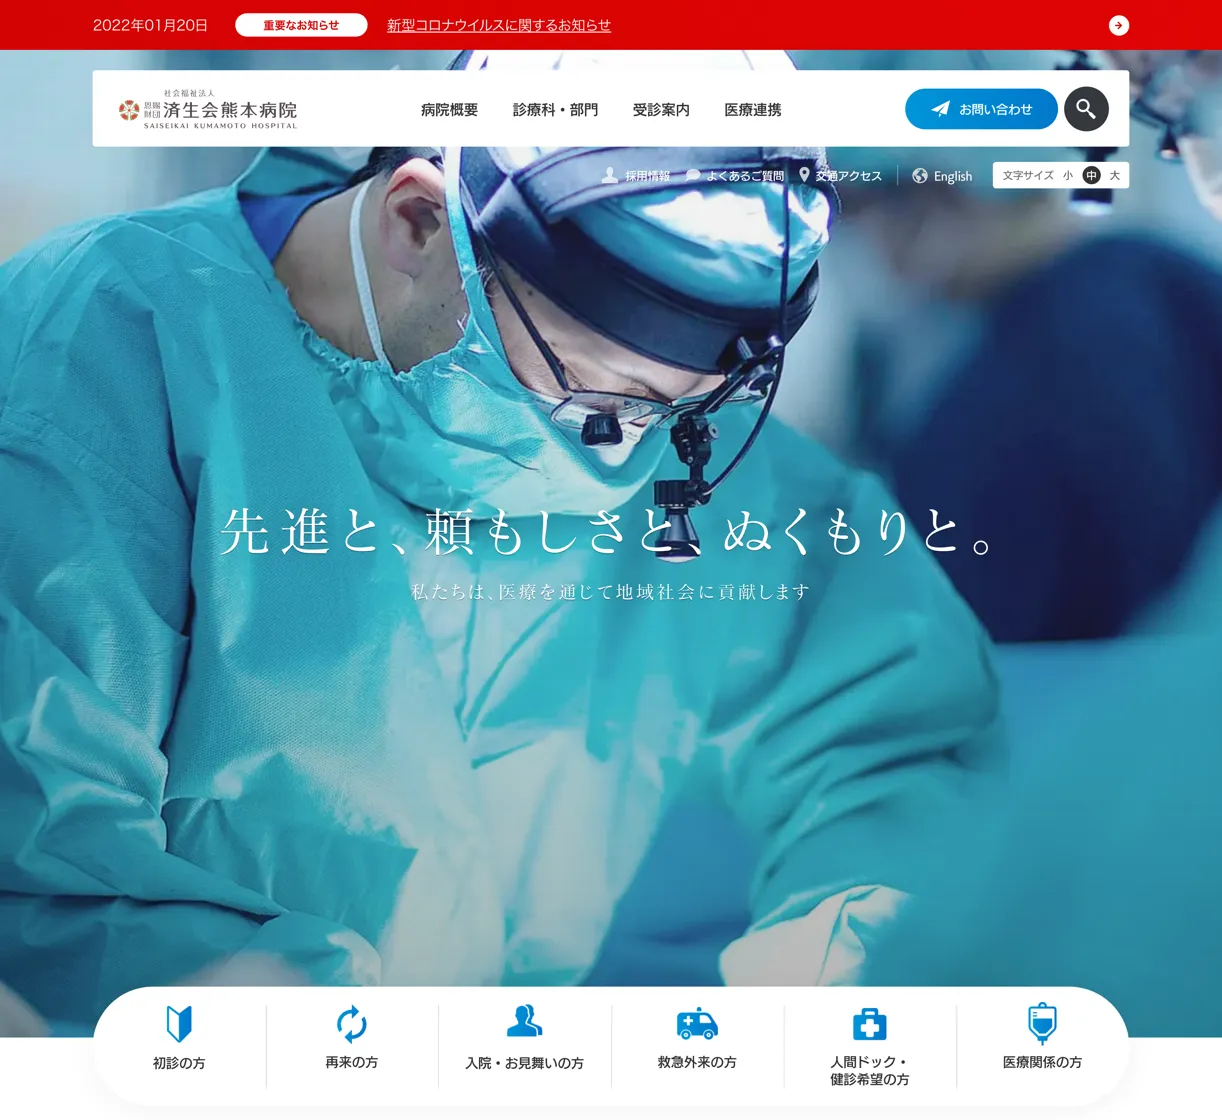 2022年01月20日 重要なお知らせ 新型コロナウイルスに関するお知らせ
社会福祉法人
恩賜
財団
済生会熊本病院
SAISEIKAI KUMAMOTO HOSPITAL
病院概要 診療科・部門 受診案内 医療連携 お問い合わせ
採用情報 よくあるご質問 交通アクセス English 文字サイズ 小 中 大
先進と、頼もしさと、ぬくもりと。
私たちは、医療を通じて地域社会に貢献します
初診の方 再来の方 入院・お見舞いの方 救急外来の方 人間ドック・
健診希望の方 医療関係の方